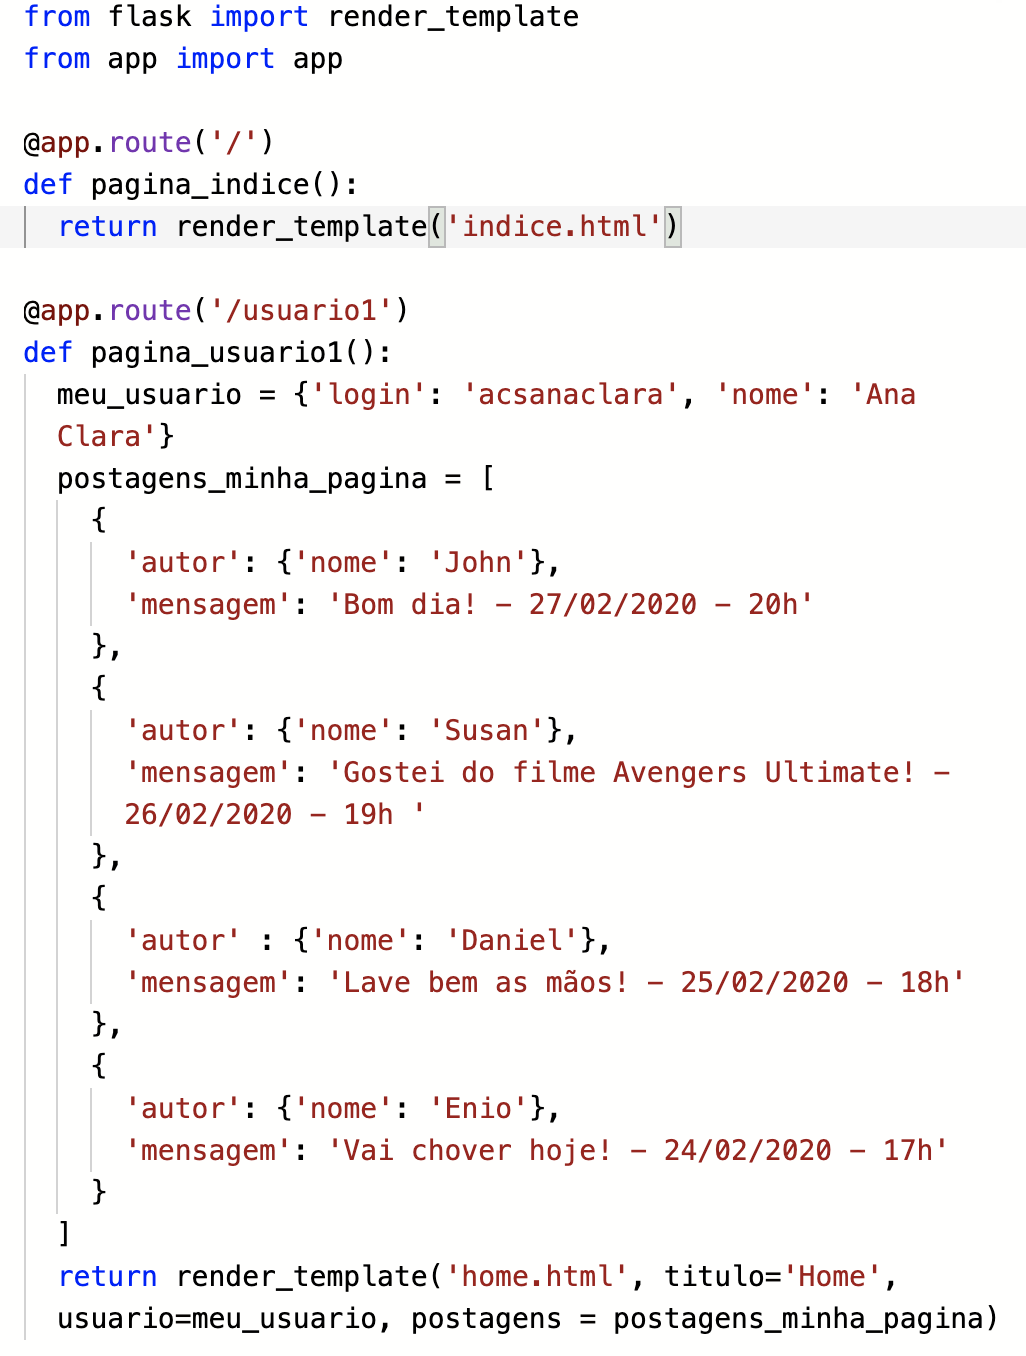 from flask import render_template
from app import app
@app.route('/')
def pagina_indice():
return render_template('indice.html')
@app.route('/usuario1')
def pagina_usuario1():
meu_usuario = {'login': 'acsanaclara', 'nome': 'Ana
Clara'}
postagens_minha_pagina = [
{
'autor': {'nome': 'John'},
'mensagem': 'Bom dia! - 27/02/2020 - 20h'
},
{
'autor': {'nome': 'Susan'},
'mensagem': 'Gostei do filme Avengers Ultimate! -
26/02/2020 - 19h '
},
{
'autor' : {'nome': 'Daniel'},
'mensagem': 'Lave bem as mãos! - 25/02/2020 - 18h'
},
{
'autor': {'nome': 'Enio'},
'mensagem': 'Vai chover hoje! - 24/02/2020 - 17h'
}
]
return render_template('home.html', titulo='Home',
usuario=meu_usuario, postagens = postagens_minha_pagina)